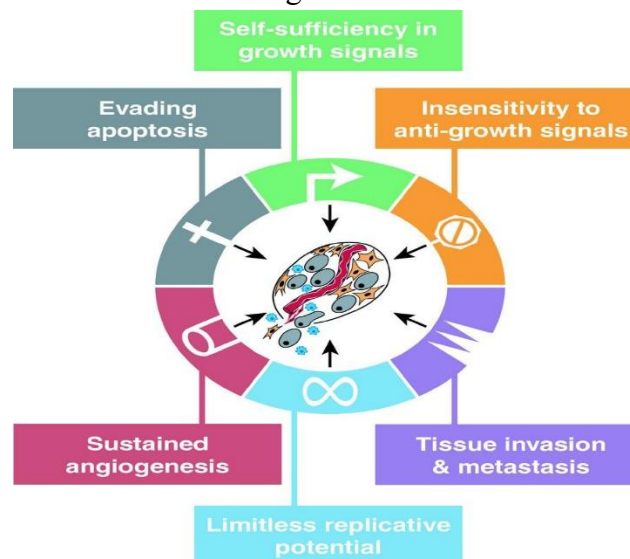 Self-sufficiency in
growth signals
Evading
apoptosis
Insensitivity to
anti-growth signals
Sustained
angiogenesis
Tissue invasion
& metastasis
Limitless replicative
potential